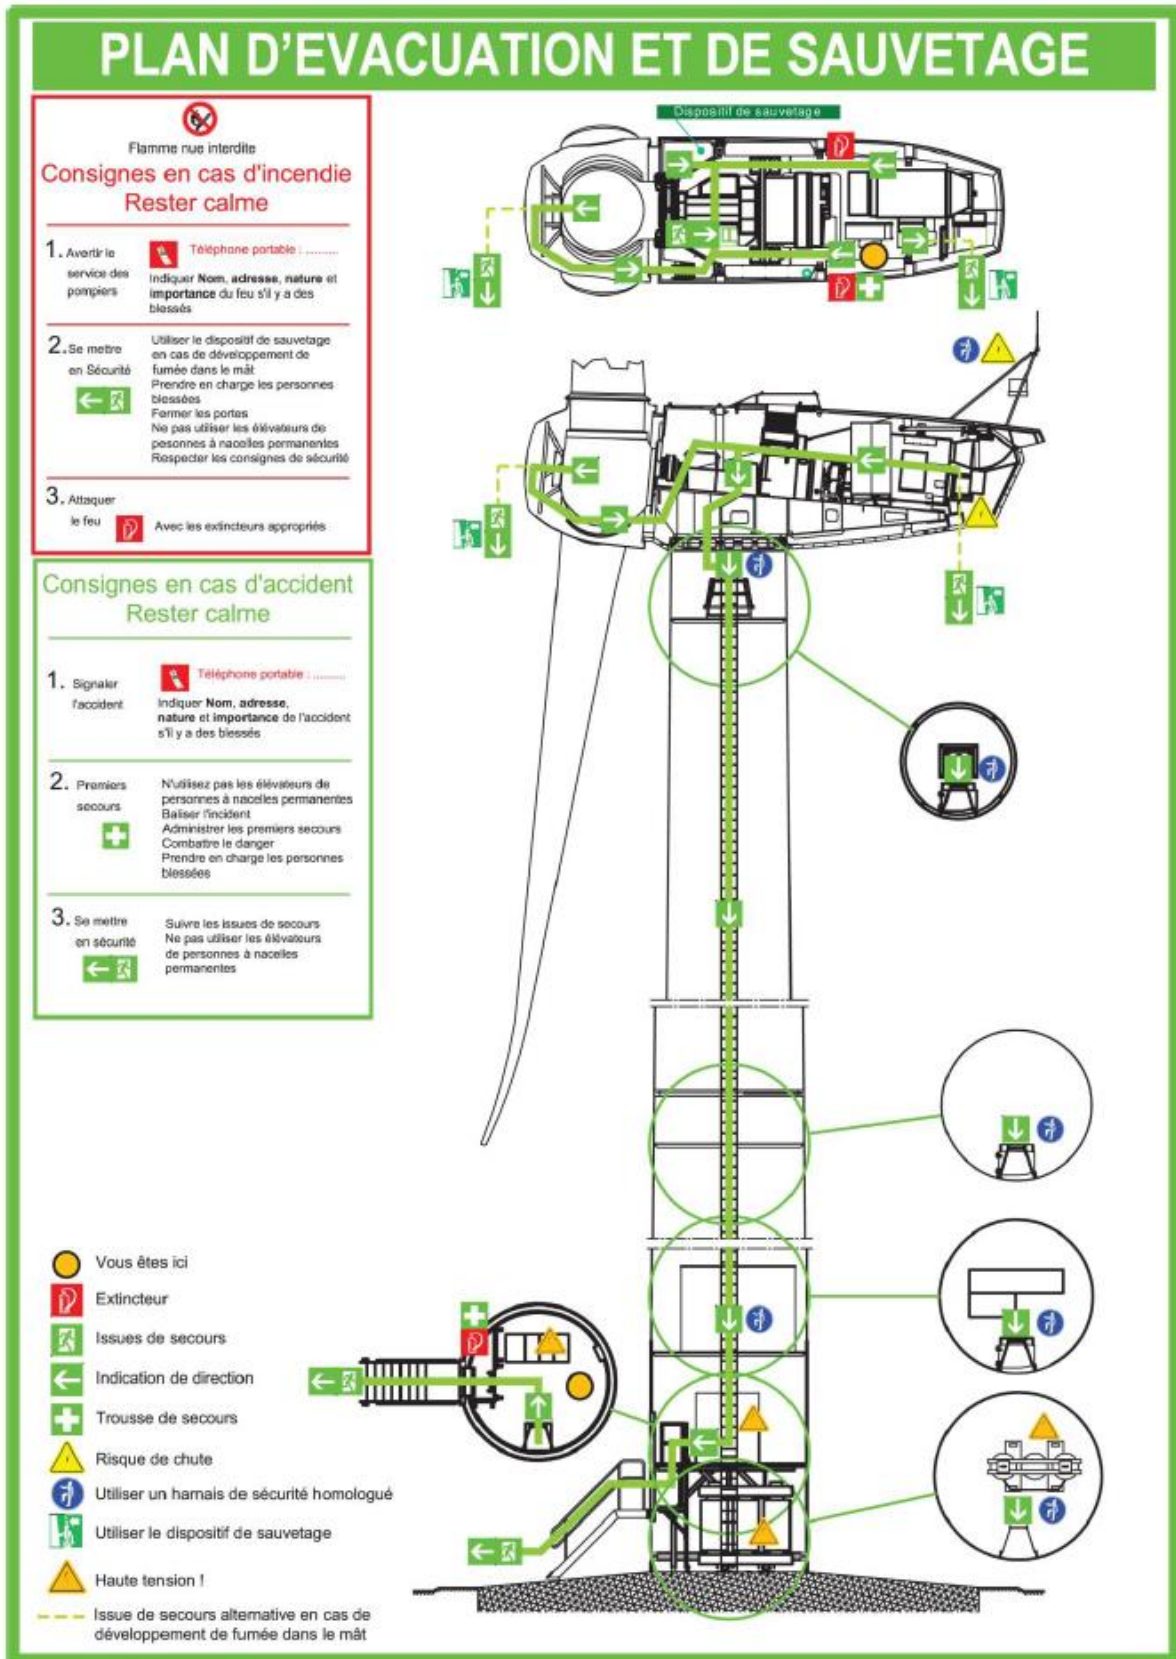 PLAN D'EVACUATION ET DE SAUVETAGE
Flamme nue interdite
Consignes en cas d'incendie
Rester calme
1. Avertir le
service des
pompiers
Téléphone portable : .........
Indiquer Nom, adresse, nature et
importance du feu s'il y a des
blessés
2. Se mettre
en Sécurité
Utiliser le dispositif de sauvetage
en cas de développement de
fumée dans le mât
Prendre en charge les personnes
blessées
Fermer les portes
Ne pas utiliser les élévateurs de
pesonnes à nacelles permanentes
Respecter les consignes de sécurité
3. Attaquer
le feu
Avec les extincteurs appropriés
Consignes en cas d'accident
Rester calme
1. Signaler
l'accident
Téléphone portable : .........
Indiquer Nom, adresse,
nature et importance de l'accident
s'il y a des blessés
2. Premiers
secours
N'utilisez pas les élévateurs de
personnes à nacelles permanentes
Baliser l'incident
Administrer les premiers secours
Combattre le danger
Prendre en charge les personnes
blessées
3. Se mettre
en sécurité
Suivre les issues de secours
Ne pas utiliser les élévateurs
de personnes à nacelles
permanentes
Dispositif de sauvetage
Vous êtes ici
Extincteur
Issues de secours
Indication de direction
Trousse de secours
Risque de chute
Utiliser un harnais de sécurité homologué
Utiliser le dispositif de sauvetage
Haute tension !
Issue de secours alternative en cas de
développement de fumée dans le mât